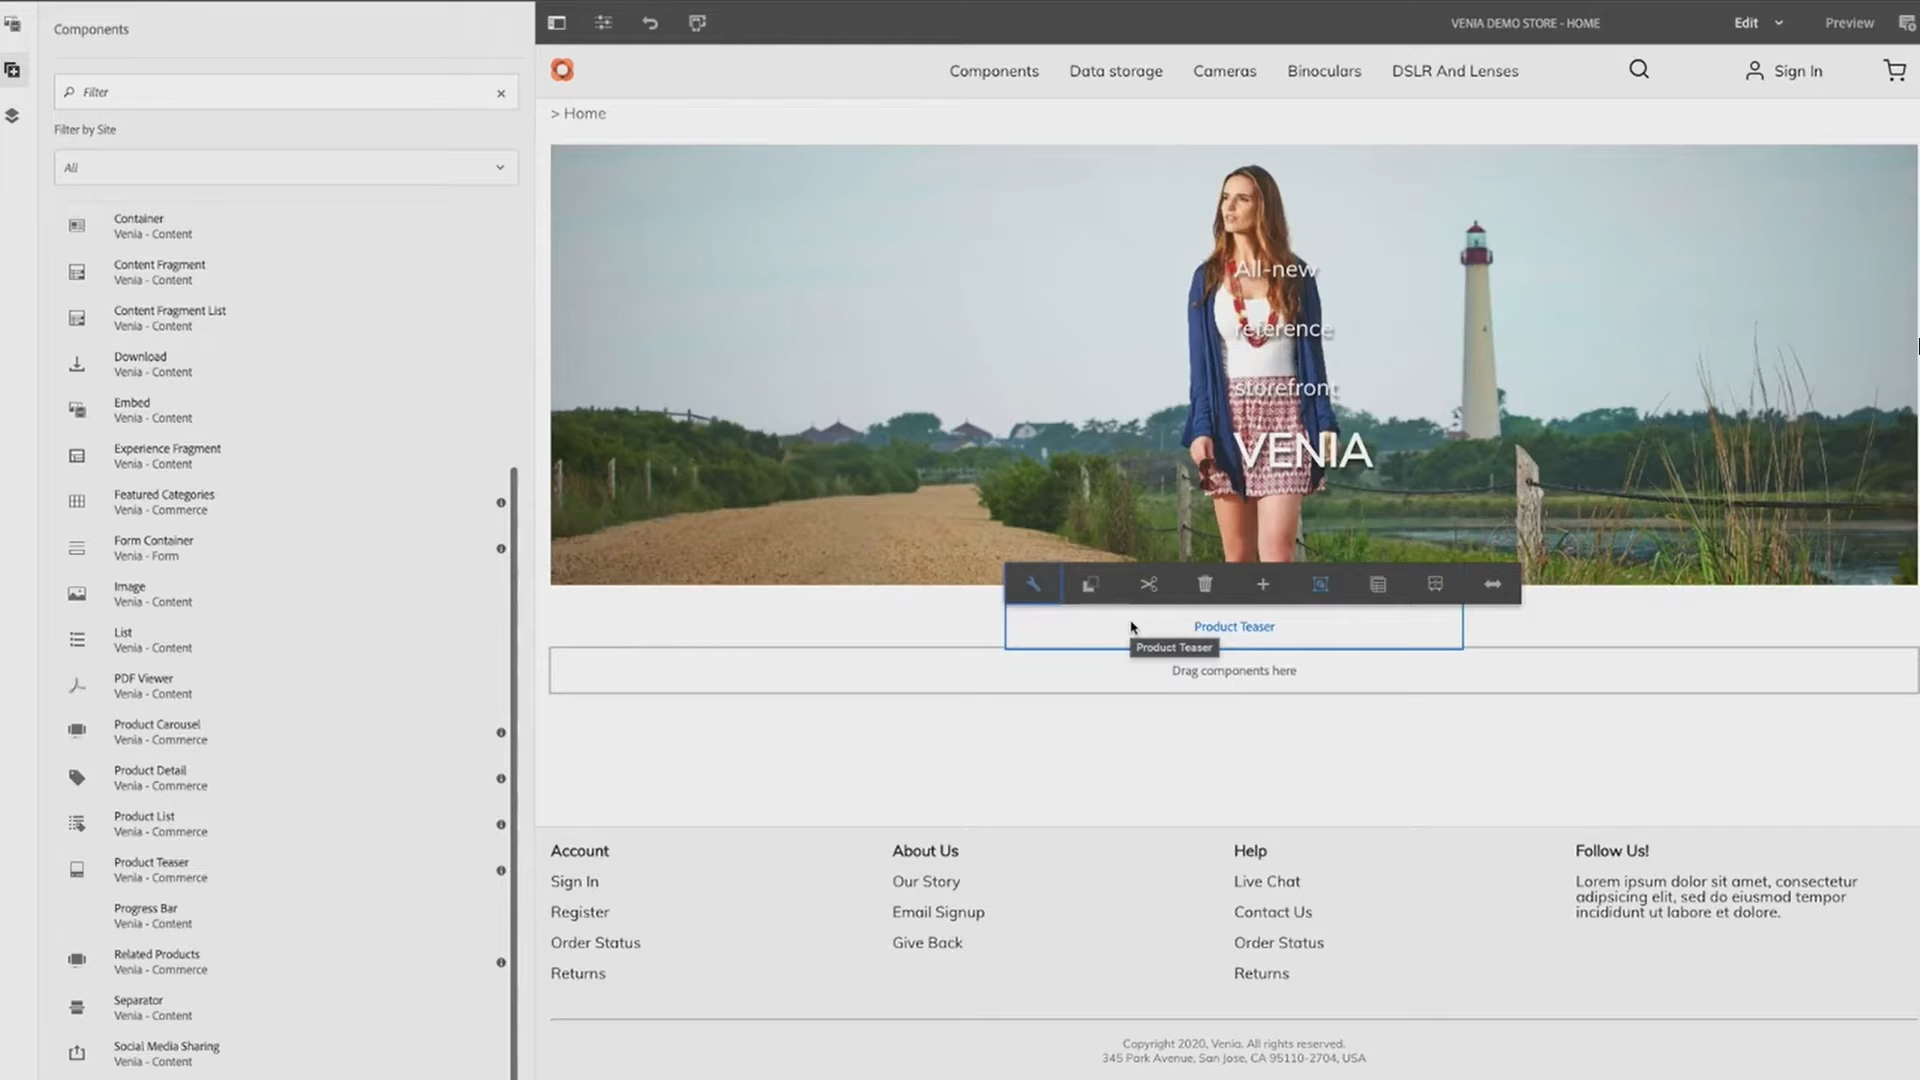 Components
Filter
Filter by Site
All
Container
Venia - Content
Content Fragment
Venia - Content
Content Fragment List
Venia - Content
Download
Venia - Content
Embed
Venia - Content
Experience Fragment
Venia - Content
Featured Categories
Venia - Commerce
Form Container
Venia - Form
Image
Venia - Content
List
Venia - Content
PDF Viewer
Venia - Content
Product Carousel
Venia - Commerce
Product Detail
Venia - Commerce
Product List
Venia - Commerce
Product Teaser
Venia - Commerce
Progress Bar
Venia - Content
Related Products
Venia - Commerce
Separator
Venia - Content
Social Media Sharing
Venia - Content
VENIA DEMO STORE - HOME
Edit
Preview
Components Data storage Cameras Binoculars DSLR And Lenses
Sign In
> Home
All-new
reference
storefront
VENIA
Product Teaser
Product Teaser
Drag components here
Account
Sign In
Register
Order Status
Returns
About Us
Our Story
Email Signup
Give Back
Help
Live Chat
Contact Us
Order Status
Returns
Follow Us!
Lorem ipsum dolor sit amet, consectetur
adipiscing elit, sed do eiusmod tempor
incididunt ut labore et dolore.
Copyright 2020, Venia. All rights reserved.
345 Park Avenue, San Jose, CA 95110-2704, USA